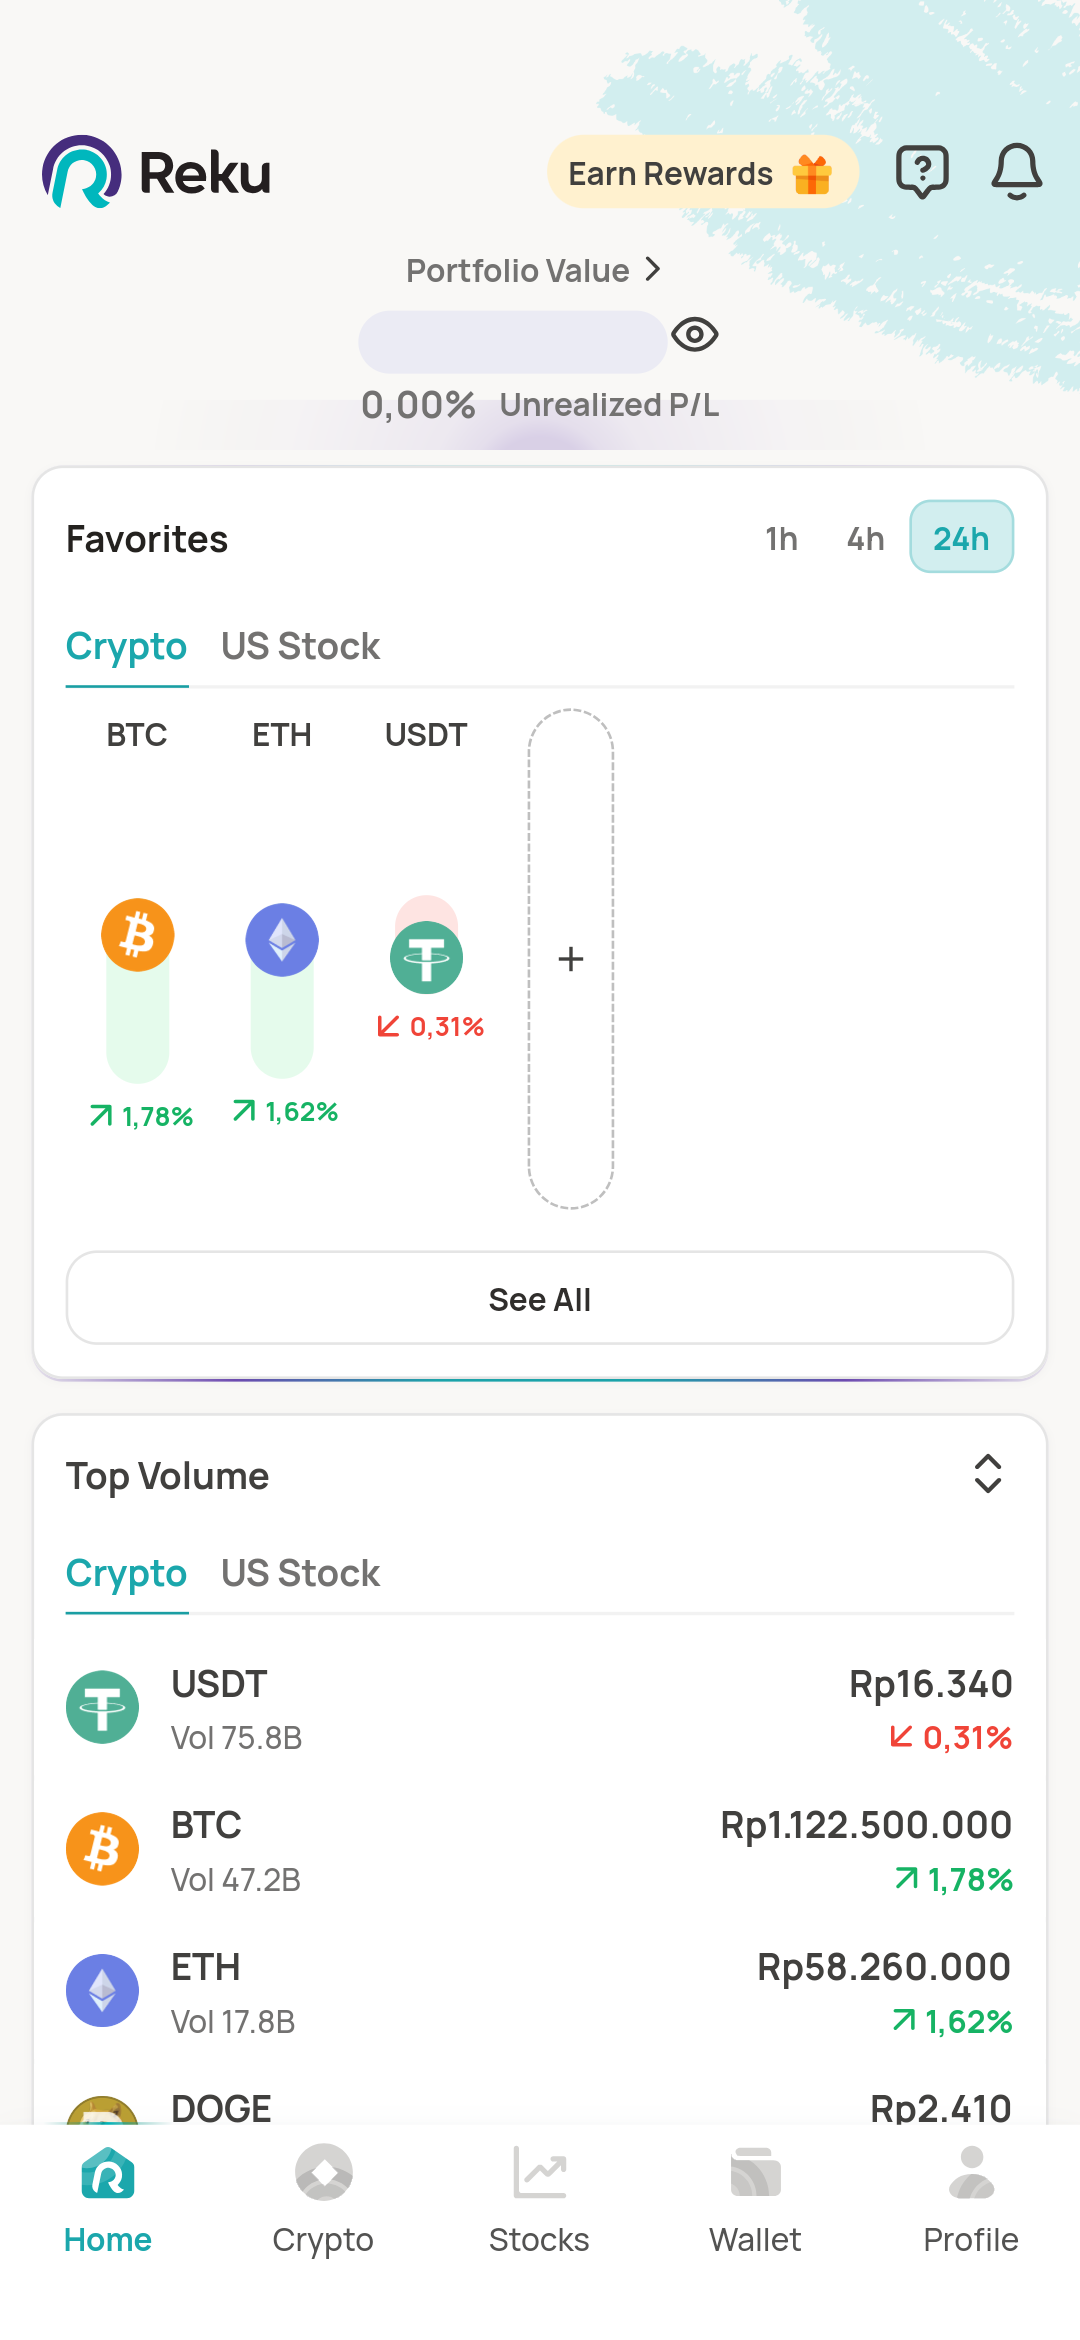 Reku
Earn Rewards
Portfolio Value
0,00% Unrealized P/L
Favorites
1h 4h 24h
Crypto US Stock
BTC ETH USDT
0,31%
1,78% 1,62%
See All
Top Volume
Crypto US Stock
USDT Rp16.340
Vol 75.8B 0,31%
BTC Rp1.122.500.000
Vol 47.2B 1,78%
ETH Rp58.260.000
Vol 17.8B 1,62%
DOGE Rp2.410
Home Crypto Stocks Wallet Profile